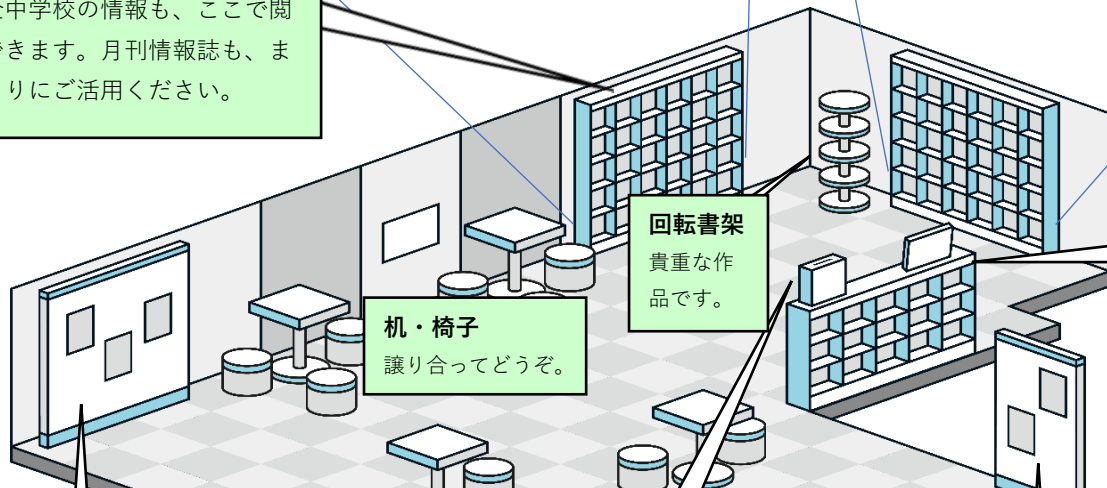 中学校の情報も、ここで閲
できます。月刊情報誌も、ま
りにご活用ください。
回転書架
貴重な作
品です。
机・椅子
譲り合ってどうぞ。